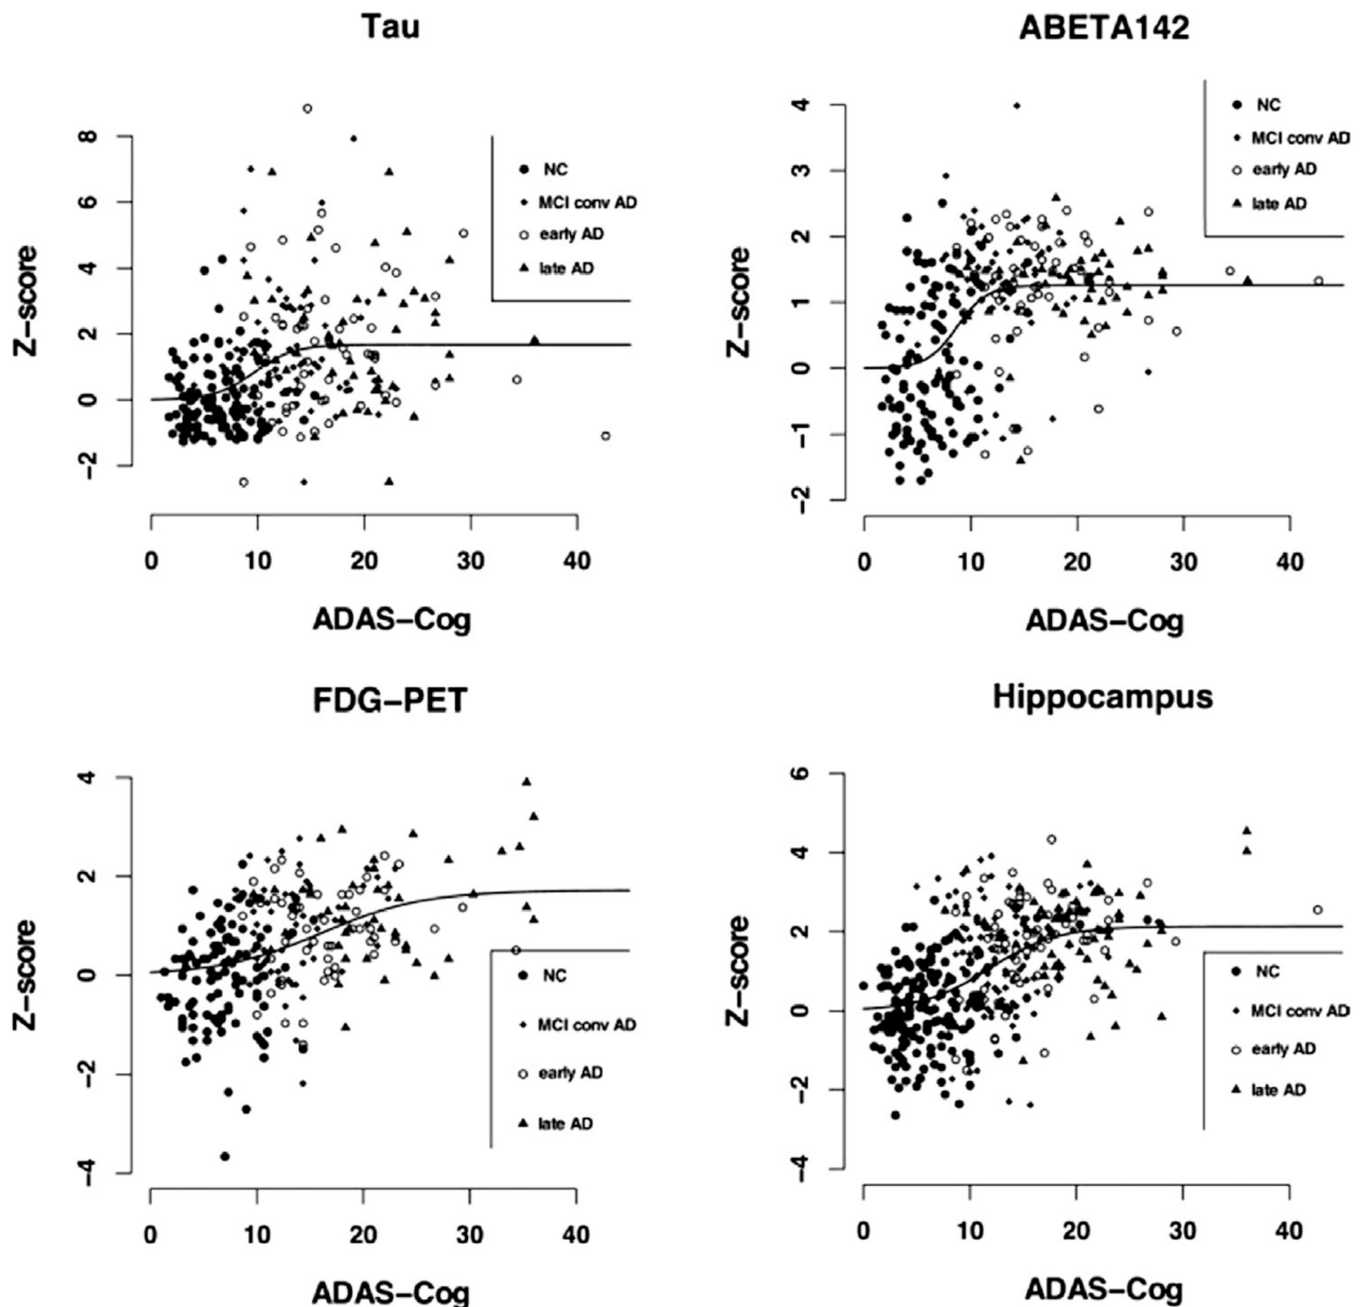 Tau
Z-score
8
6
4
2
0
-2
0 10 20 30 40
ADAS-Cog
NC
MCI conv AD
early AD
late AD
ABETA142
Z-score
4
3
2
1
0
-1
-2
0 10 20 30 40
ADAS-Cog
NC
MCI conv AD
early AD
late AD
FDG-PET
Z-score
4
2
0
-2
-4
0 10 20 30 40
ADAS-Cog
NC
MCI conv AD
early AD
late AD
Hippocampus
Z-score
6
4
2
0
-2
-4
0 10 20 30 40
ADAS-Cog
NC
MCI conv AD
early AD
late AD